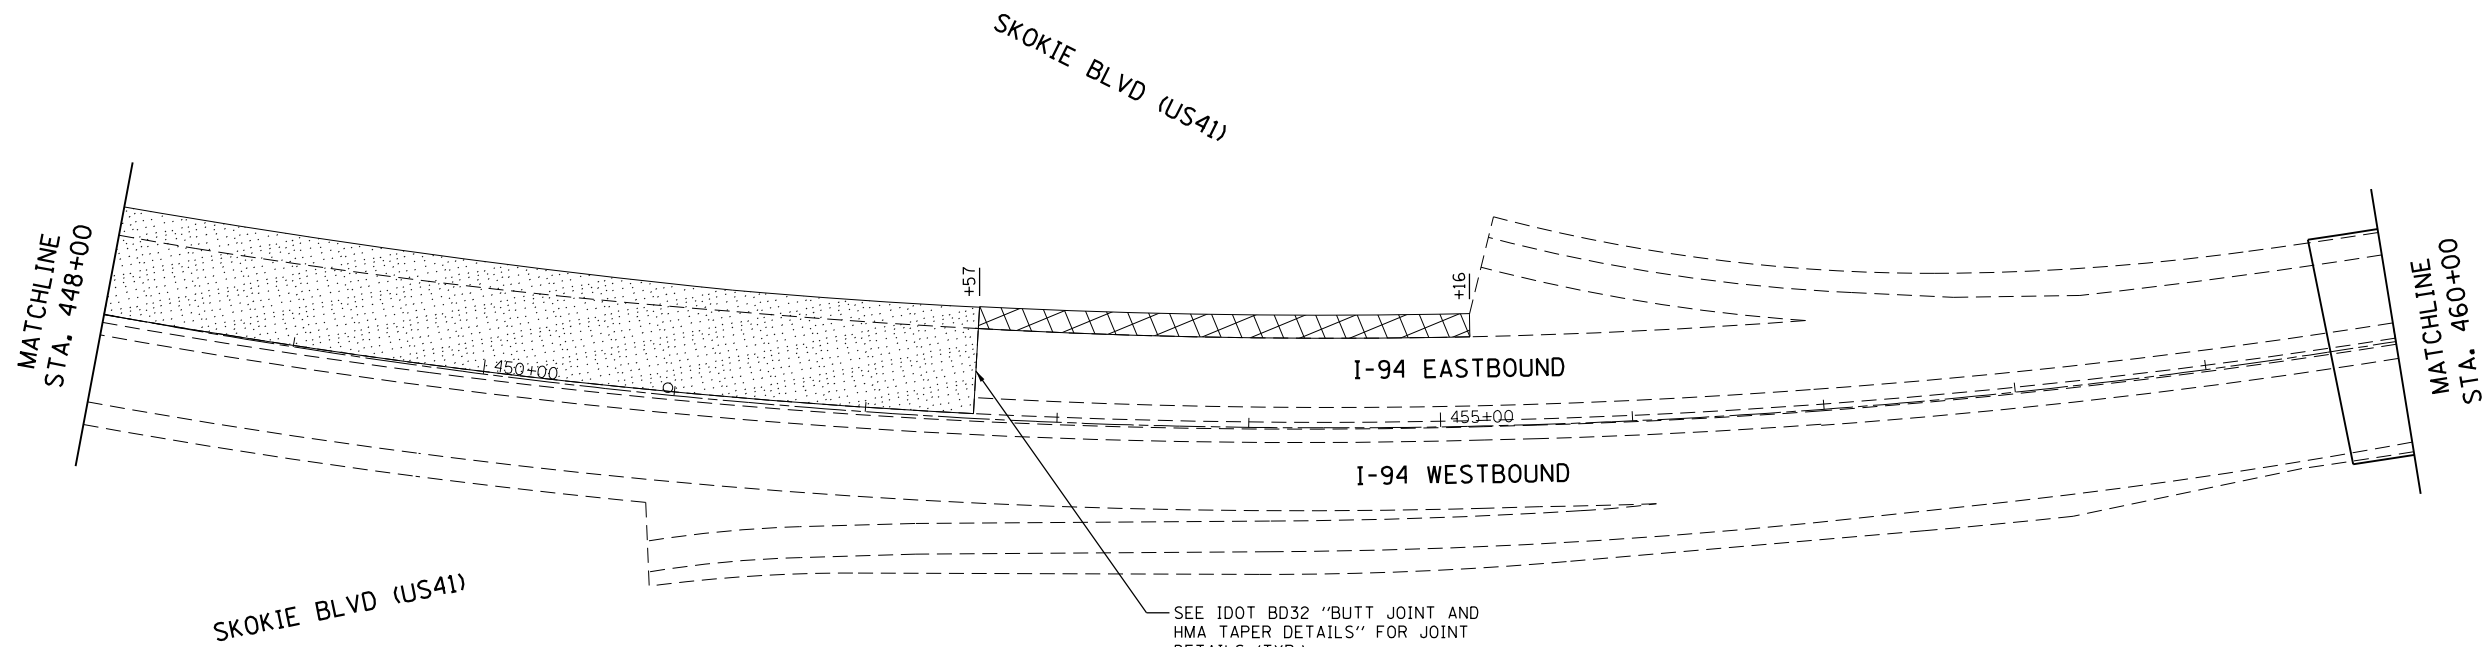 SKOKIE BLVD (US41)
MATCHLINE
STA. 448+00
+57
+16
MATCHLINE
STA. 460+00
450+00
I-94 EASTBOUND
455+00
I-94 WESTBOUND
SKOKIE BLVD (US41)
SEE IDOT BD32 "BUTT JOINT AND
HMA TAPER DETAILS" FOR JOINT